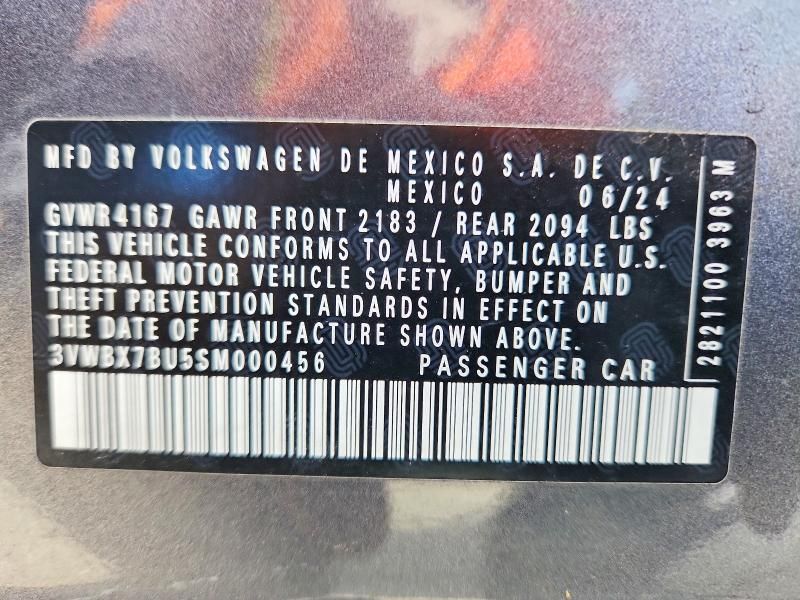 MFD BY VOLKSWAGEN DE MEXICO S.A. DE C.V.
MEXICO 06/24
GVWR 4167 GAWR FRONT 2183 / REAR 2094 LBS
THIS VEHICLE CONFORMS TO ALL APPLICABLE U.S.
FEDERAL MOTOR VEHICLE SAFETY, BUMPER AND
THEFT PREVENTION STANDARDS IN EFFECT ON
THE DATE OF MANUFACTURE SHOWN ABOVE.
3VWBX7BU5SM000456 PASSENGER CAR
2821100 3963 M